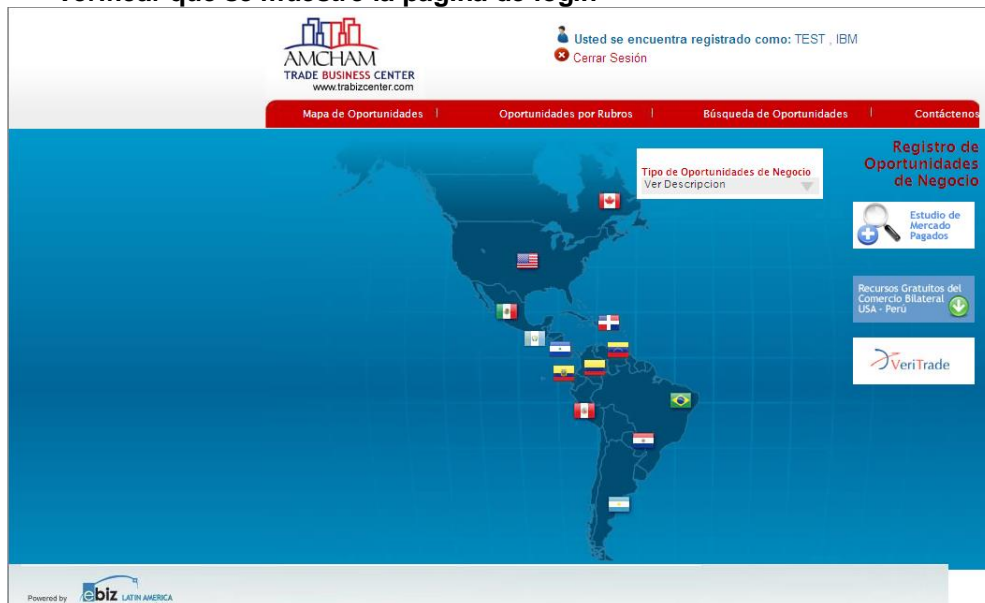 verificar que se muestre la página de login
AMCHAM
TRADE BUSINESS CENTER
www.trabizcenter.com
Usted se encuentra registrado como: TEST , IBM
Cerrar Sesión
Mapa de Oportunidades | Oportunidades por Rubros | Búsqueda de Oportunidades | Contáctenos
Registro de
Oportunidades
de Negocio
Tipo de Oportunidades de Negocio
Ver Descripcion
Estudio de
Mercado
Pagados
Recursos Gratuitos del
Comercio Bilateral
USA - Perú
VeriTrade
Powered by ebiz LATIN AMERICA